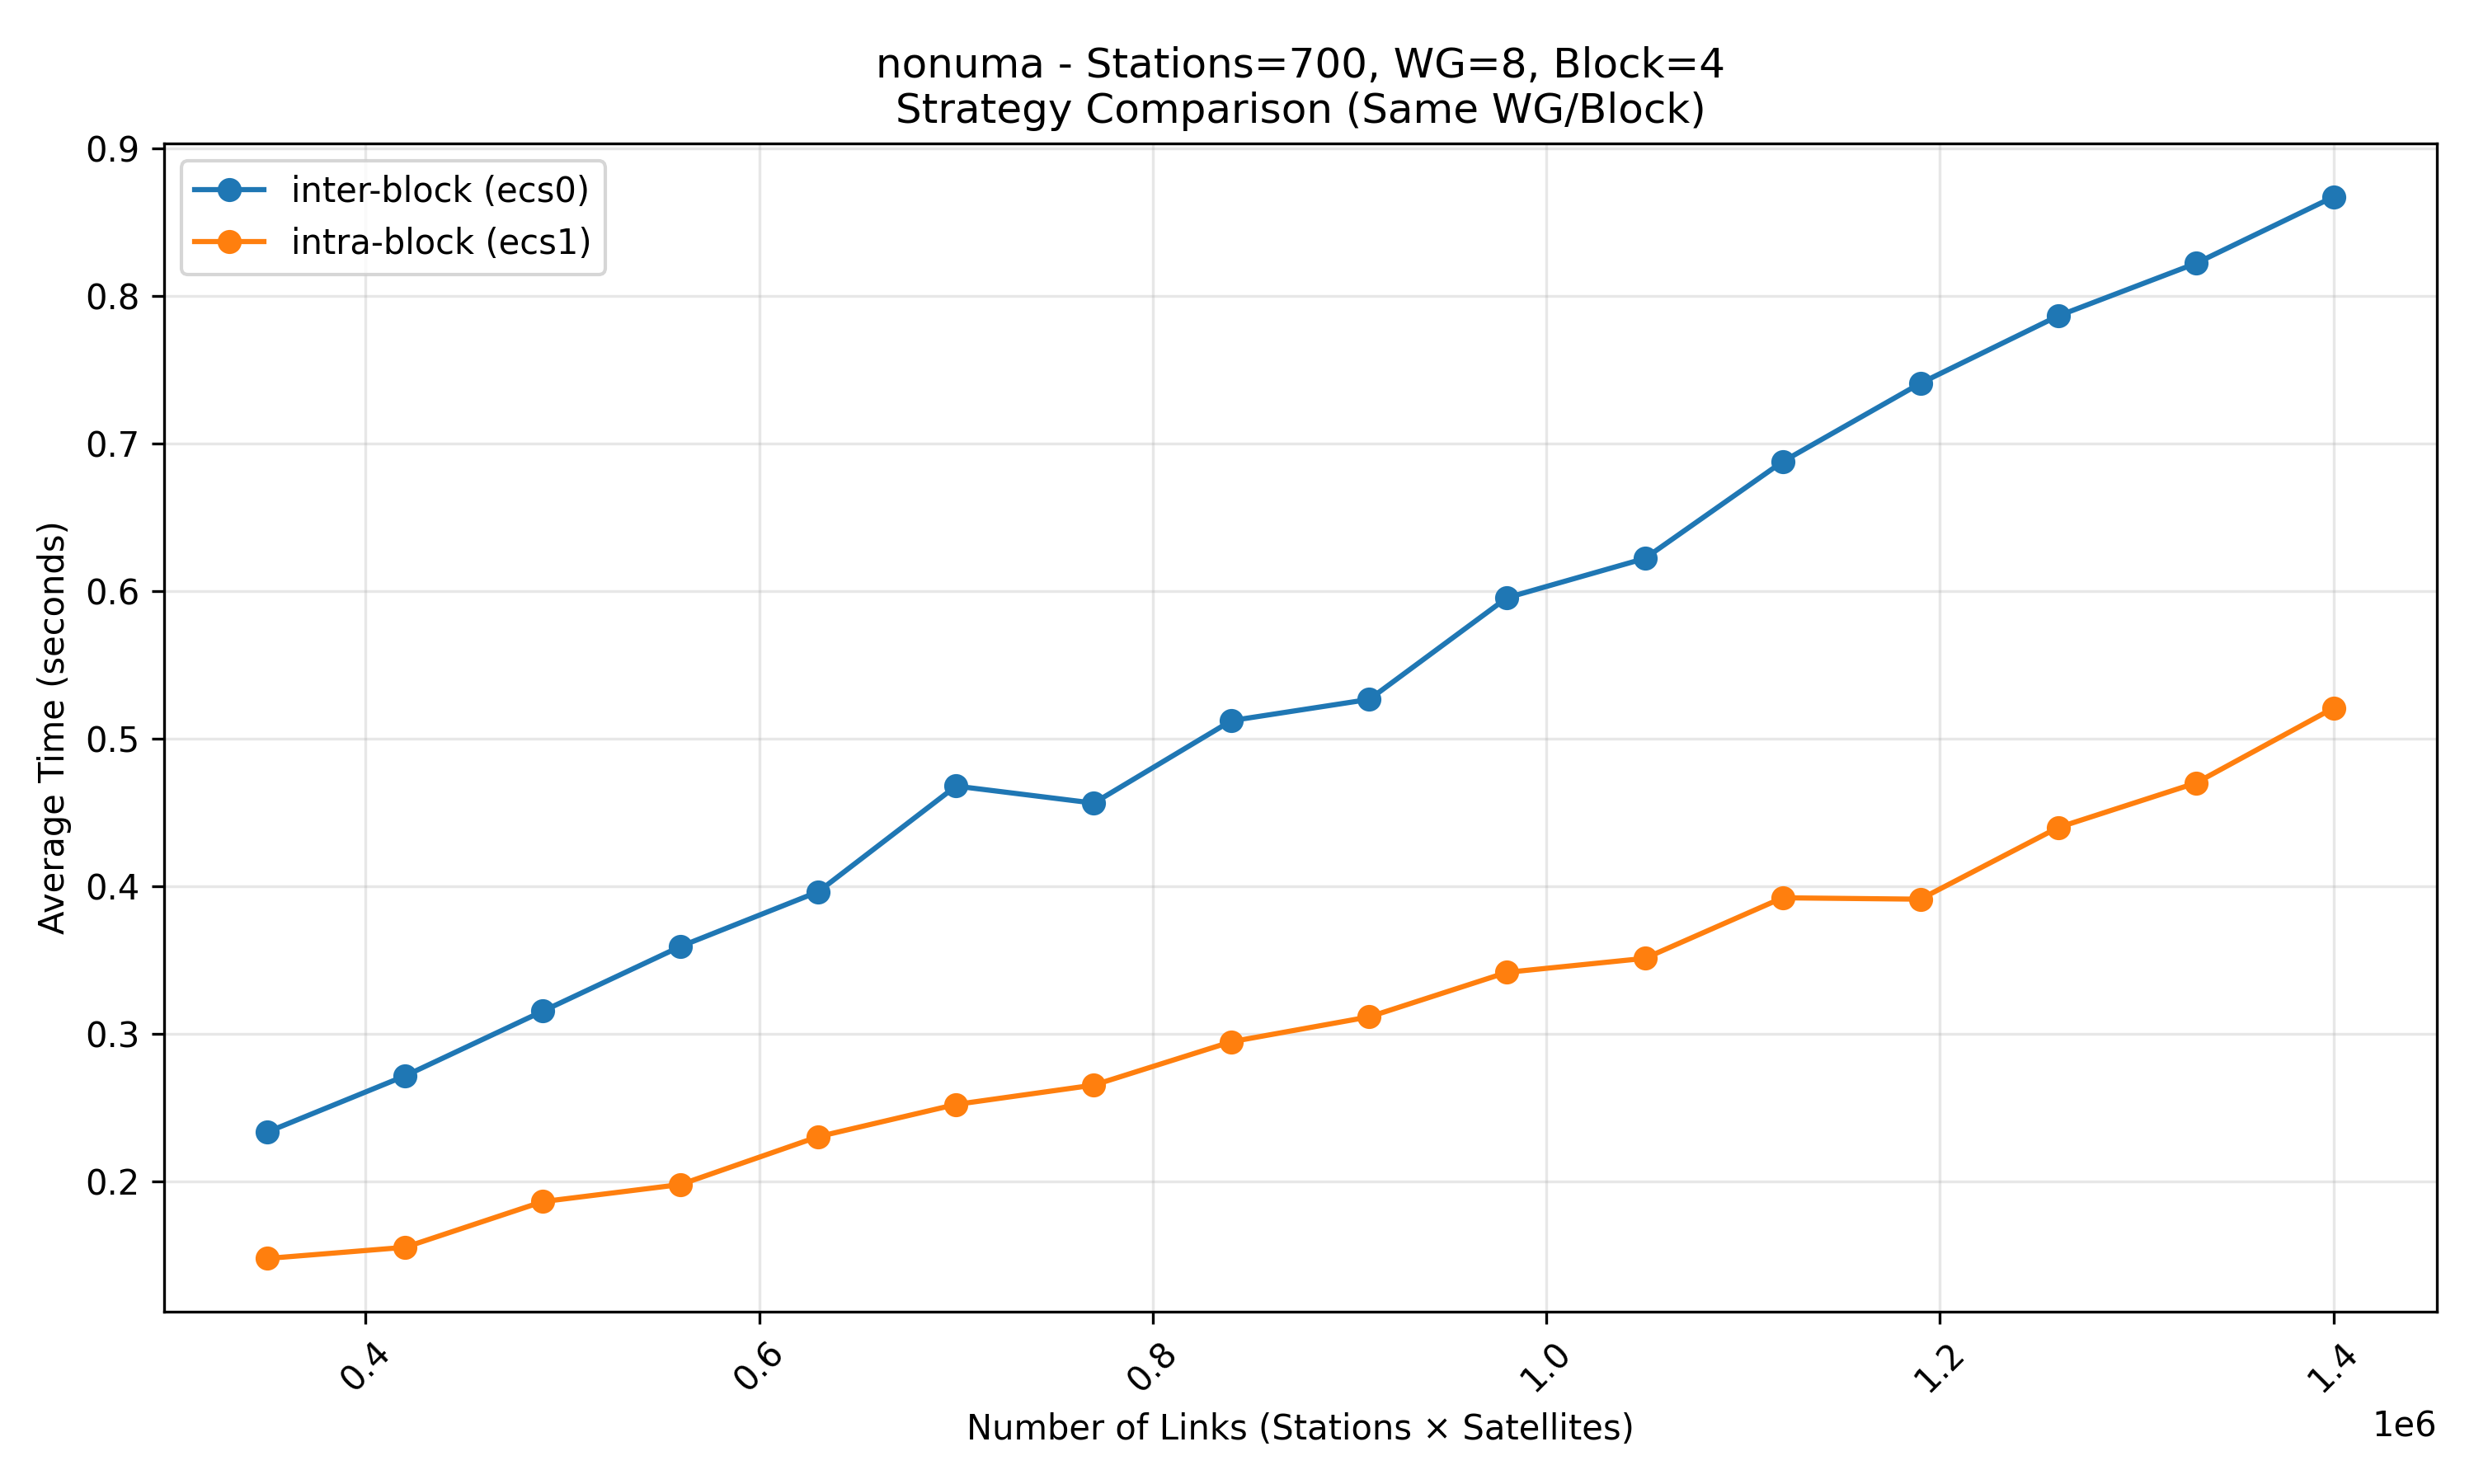 nonuma - Stations=700, WG=8, Block=4
Strategy Comparison (Same WG/Block)
inter-block (ecs0)
intra-block (ecs1)
Average Time (seconds)
0.9
0.8
0.7
0.6
0.5
0.4
0.3
0.2
0.4
0.6
0.8
1.0
1.2
1.4
1e6
Number of Links (Stations × Satellites)